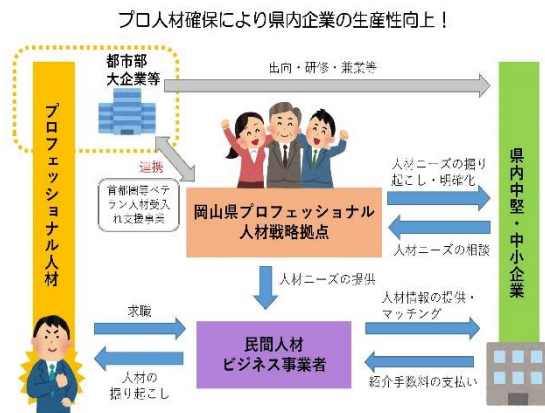 プロ人材確保により県内企業の生産性向上！
都市部
大企業等
出向・研修・兼業等
プロフェッショナル人材
連携
首都圏等ベテ
ラン人材受入
れ支援事業
岡山県プロフェッショナル
人材戦略拠点
人材ニーズの掘り
起こし・明確化
人材ニーズの相談
県内中堅・中小企業
人材ニーズの提供
求職
人材の
掘り起こし
民間人材
ビジネス事業者
人材情報の提供・
マッチング
紹介手数料の支払い